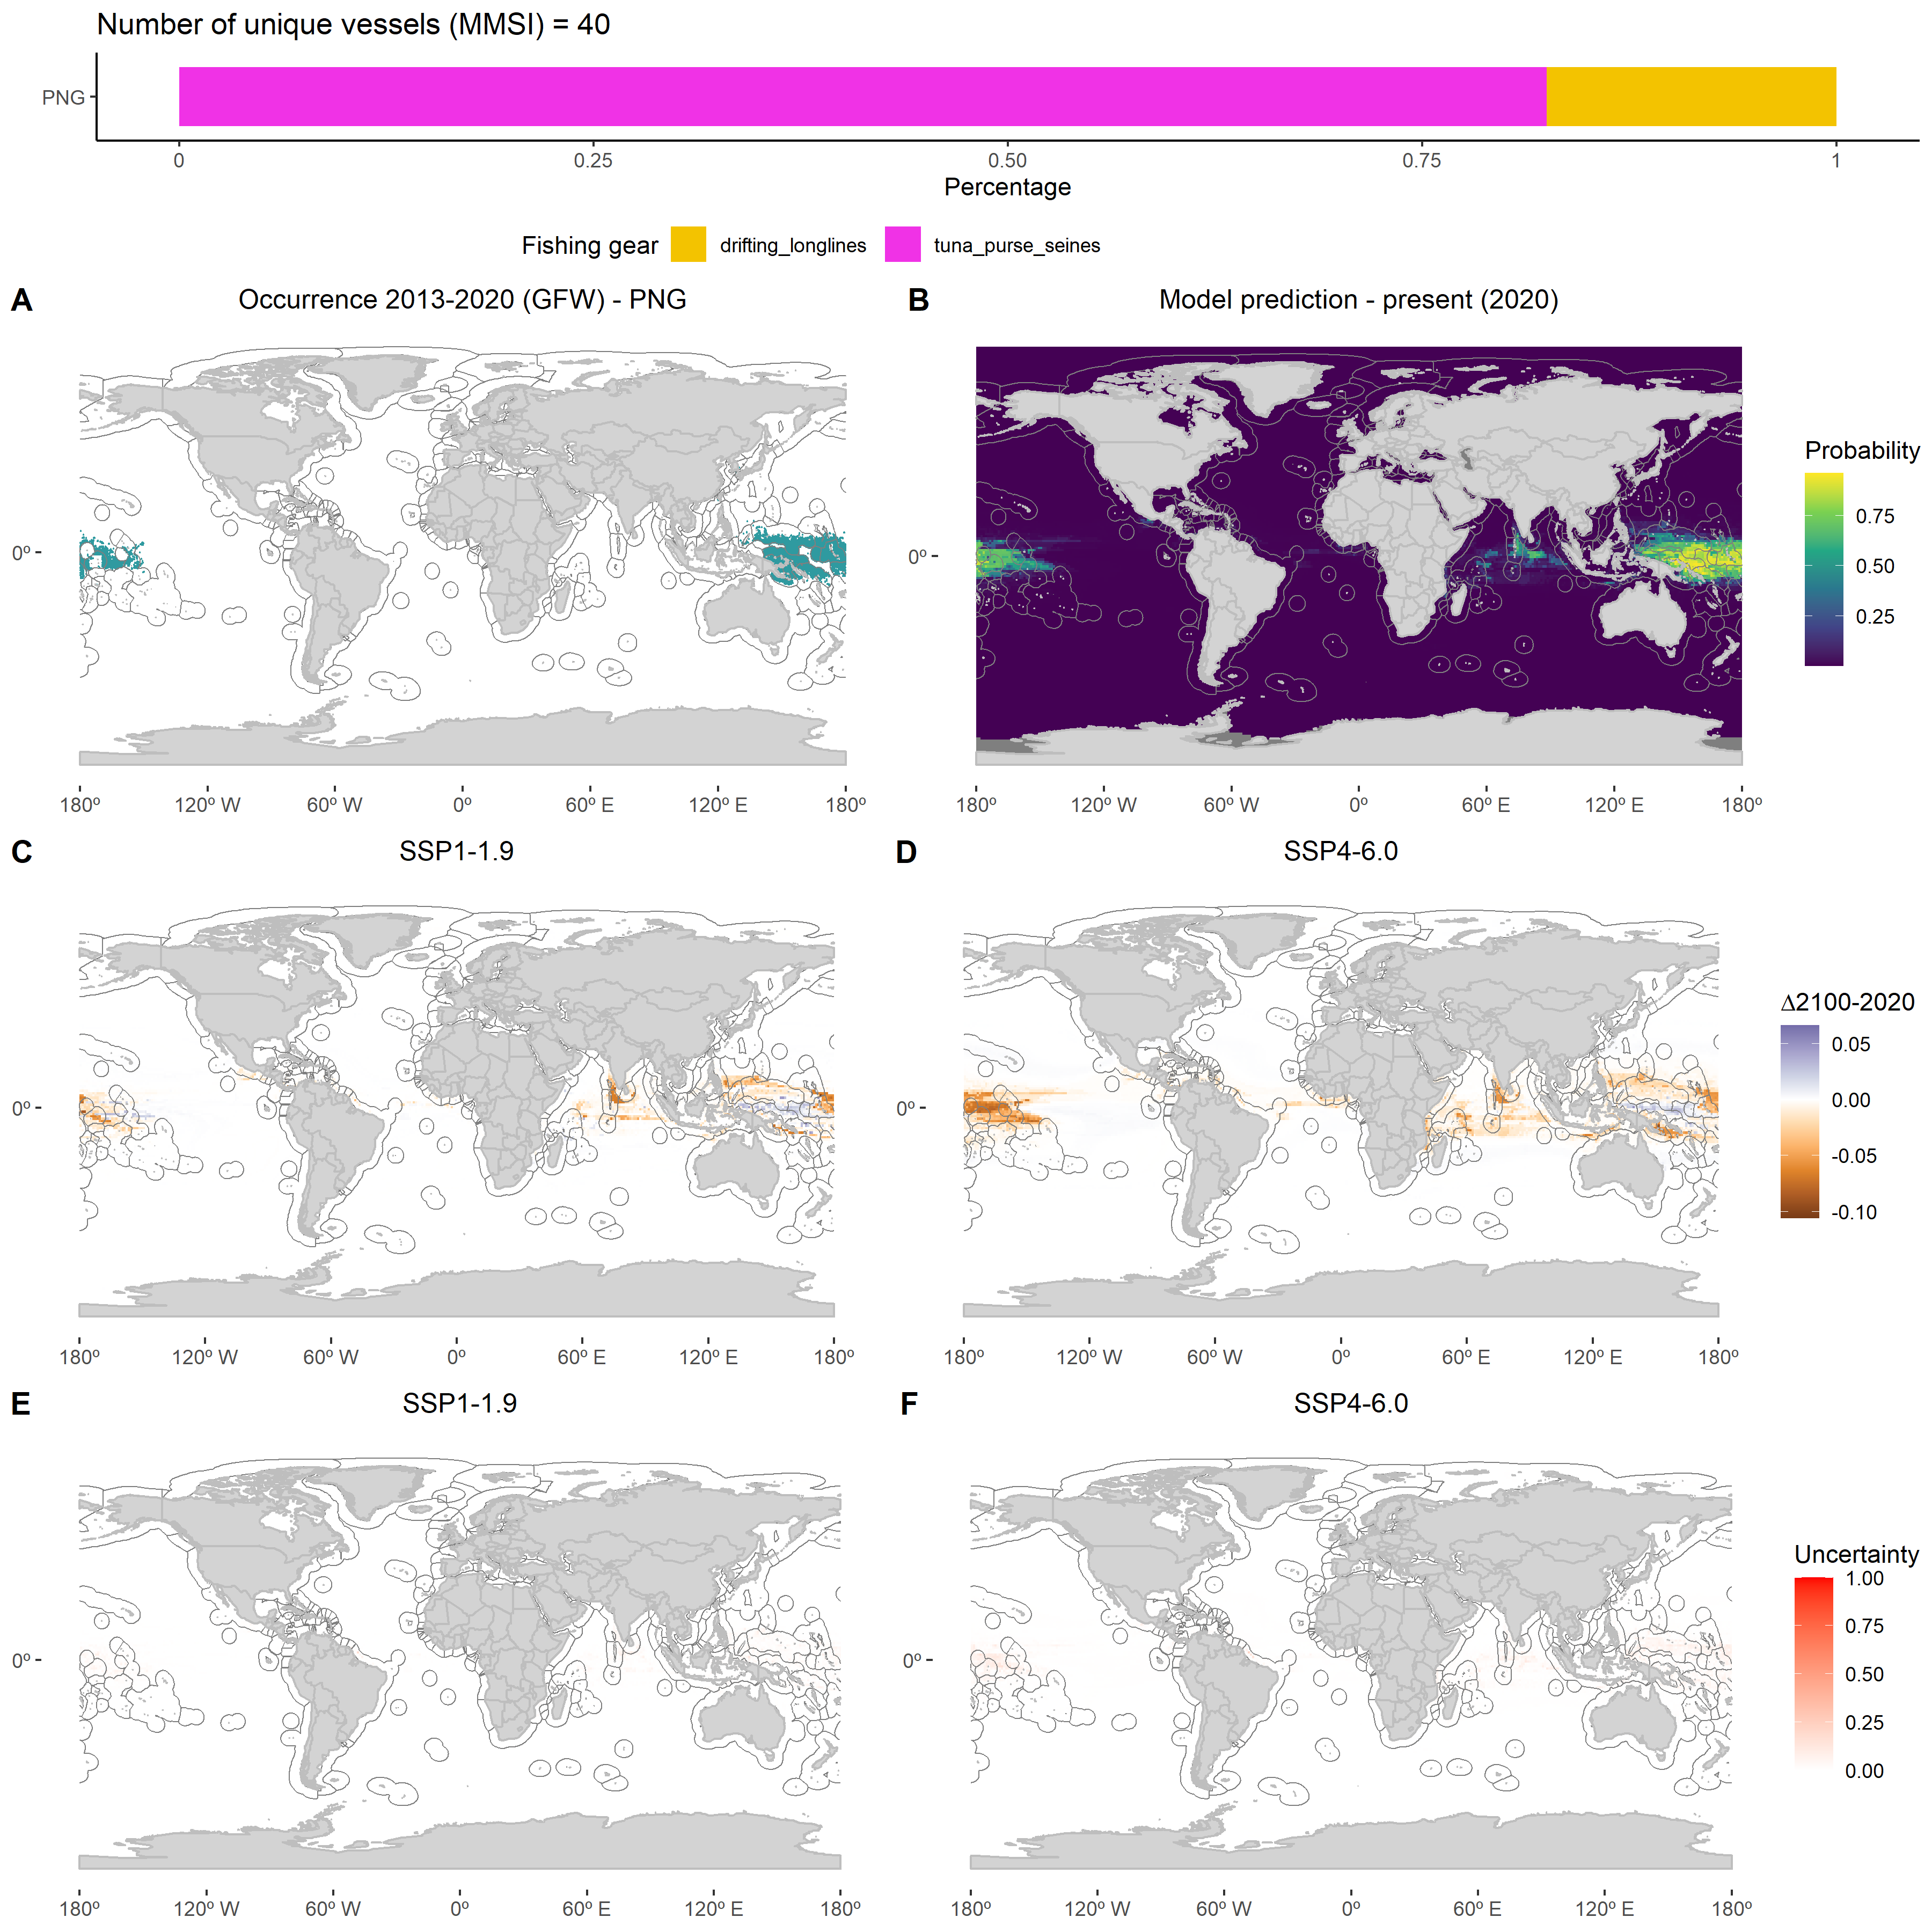 Number of unique vessels (MMSI) = 40
PNG
0 0.25 0.50 0.75 1
Percentage
Fishing gear drifting_longlines tuna_purse_seines
A Occurrence 2013-2020 (GFW) - PNG
0º
180º 120º W 60º W 0º 60º E 120º E 180º
B Model prediction - present (2020)
0º
180º 120º W 60º W 0º 60º E 120º E 180º
Probability
0.75
0.50
0.25
C SSP1-1.9
0º
180º 120º W 60º W 0º 60º E 120º E 180º
D SSP4-6.0
0º
180º 120º W 60º W 0º 60º E 120º E 180º
Δ2100-2020
0.05
0.00
-0.05
-0.10
E SSP1-1.9
0º
180º 120º W 60º W 0º 60º E 120º E 180º
F SSP4-6.0
0º
180º 120º W 60º W 0º 60º E 120º E 180º
Uncertainty
1.00
0.75
0.50
0.25
0.00